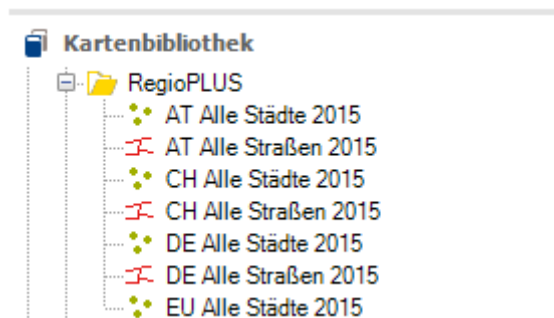 Kartenbibliothek
RegioPLUS
AT Alle Städte 2015
AT Alle Straßen 2015
CH Alle Städte 2015
CH Alle Straßen 2015
DE Alle Städte 2015
DE Alle Straßen 2015
EU Alle Städte 2015